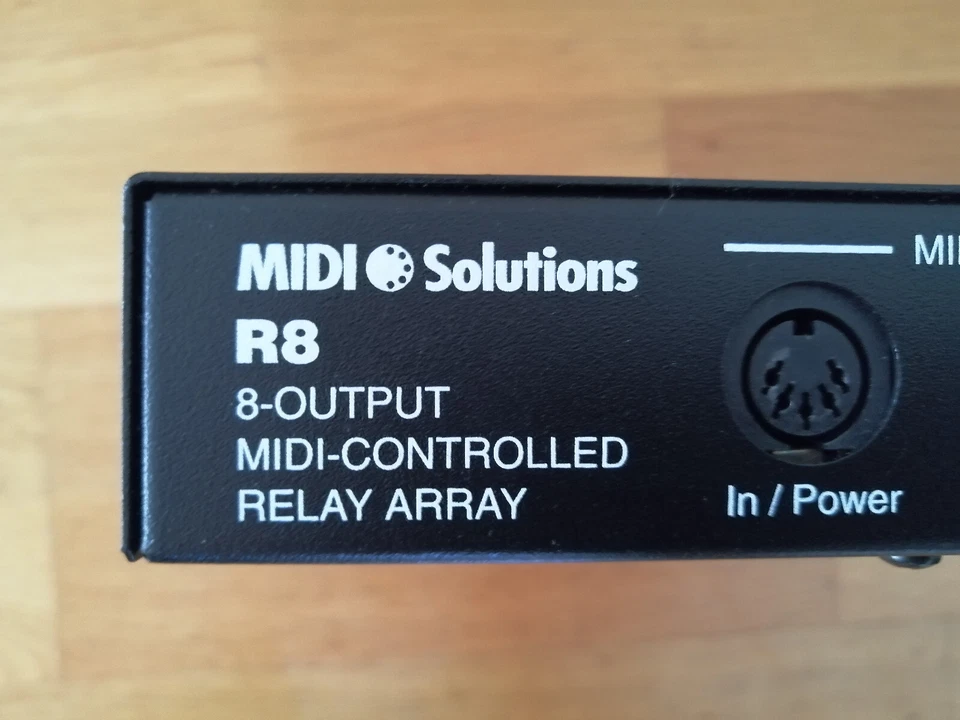 MIDI Solutions
R8
8-OUTPUT
MIDI-CONTROLLED
RELAY ARRAY
In / Power